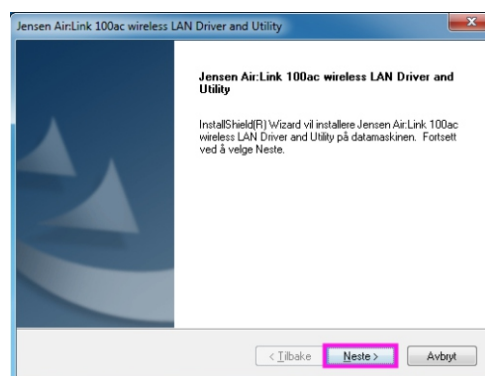 Jensen Air:Link 100ac wireless LAN Driver and Utility
Jensen Air:Link 100ac wireless LAN Driver and
Utility
InstallShield(R) Wizard vil installere Jensen Air:Link 100ac
wireless LAN Driver and Utility på datamaskinen. Fortsett
ved å velge Neste.
< Tilbake
Neste >
Avbryt